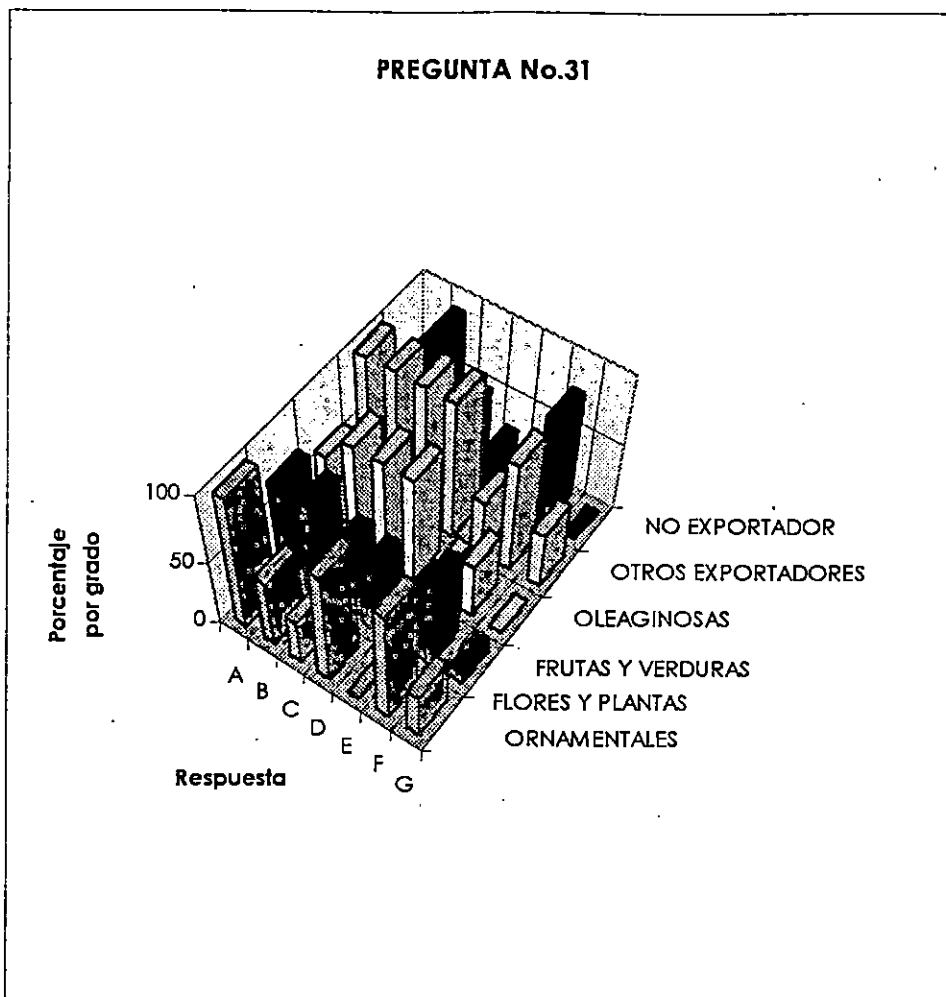 PREGUNTA No.31
100
50
0
Porcentaje
por grado
A
B
C
D
E
F
G
Respuesta
NO EXPORTADOR
OTROS EXPORTADORES
OLEAGINOSAS
FRUTAS Y VERDURAS
FLORES Y PLANTAS
ORNAMENTALES